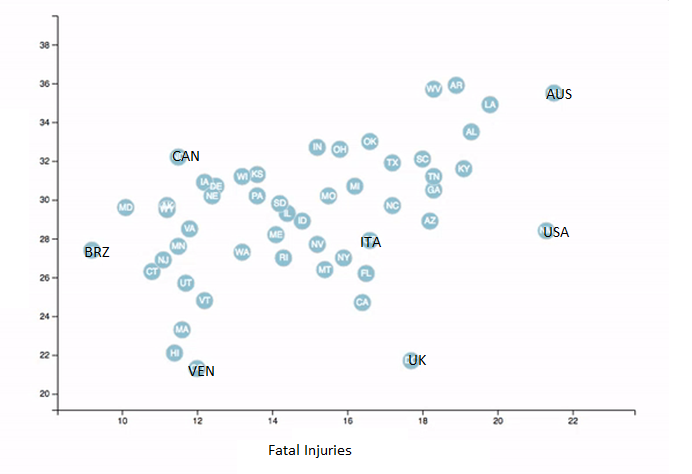 38
36
34
32
30
28
26
24
22
20
WV AR
AUS
LA
AL
IN OH OK
CAN
TX SC
KY
WI KS
TN
IA DE
MI
GA
NE
PA
MO
SD
NC
MD
WY
IL
ID
AZ
VA
ME
USA
ITA
MN
NV
BRZ
WA
NJ
RI
NY
CT
MT
FL
UT
VT
CA
MA
HI
UK
VEN
10 12 14 16 18 20 22
Fatal Injuries